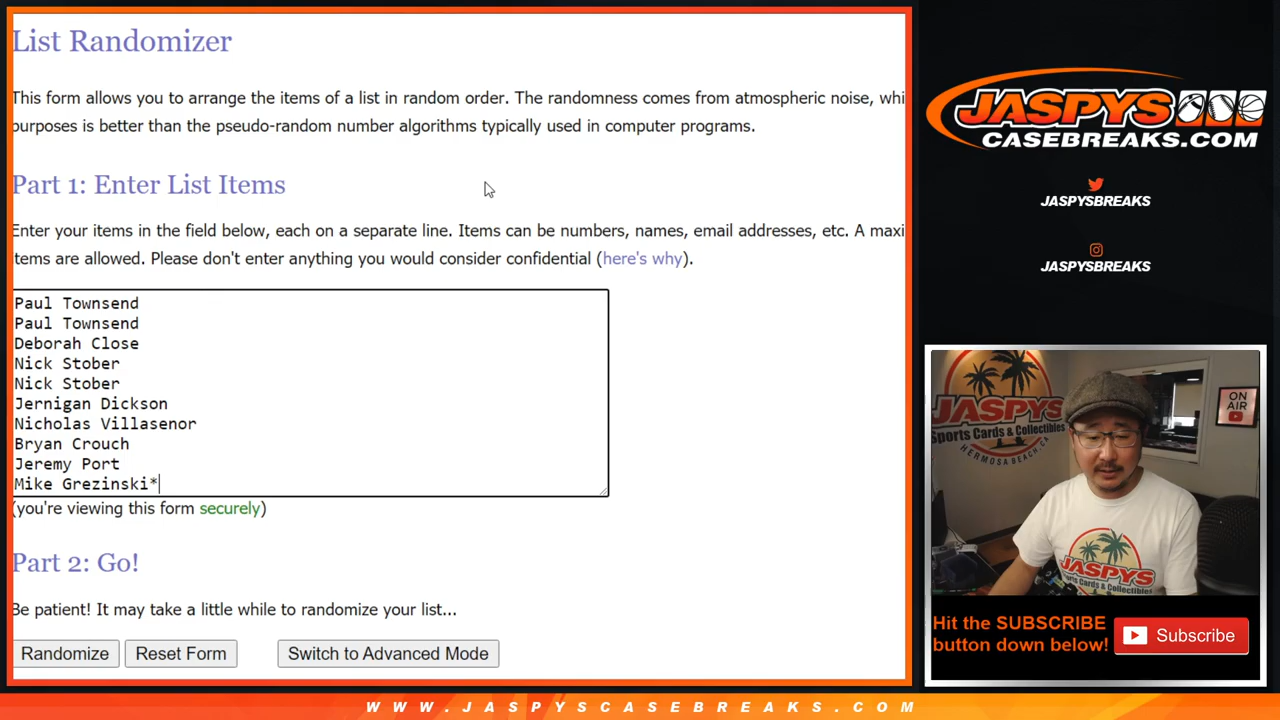 List Randomizer
This form allows you to arrange the items of a list in random order. The randomness comes from atmospheric noise, whi
purposes is better than the pseudo-random number algorithms typically used in computer programs.
Part 1: Enter List Items
Enter your items in the field below, each on a separate line. Items can be numbers, names, email addresses, etc. A maxi
items are allowed. Please don't enter anything you would consider confidential (here's why).
Paul Townsend
Paul Townsend
Deborah Close
Nick Stober
Nick Stober
Jernigan Dickson
Nicholas Villasenor
Bryan Crouch
Jeremy Port
Mike Grezinski*
(you're viewing this form securely)
Part 2: Go!
Be patient! It may take a little while to randomize your list...
Randomize
Reset Form
Switch to Advanced Mode
JASPYS
CASEBREAKS.COM
JASPYSBREAKS
JASPYSBREAKS
JASPYS
Sports Cards & Collectibles
HERMOSA BEACH, CA
ON
AIR
JASPYS
Sports Cards & Collectibles
Hit the SUBSCRIBE
button down below!
Subscribe
WWW.JASPYSCASEBREAKS.COM